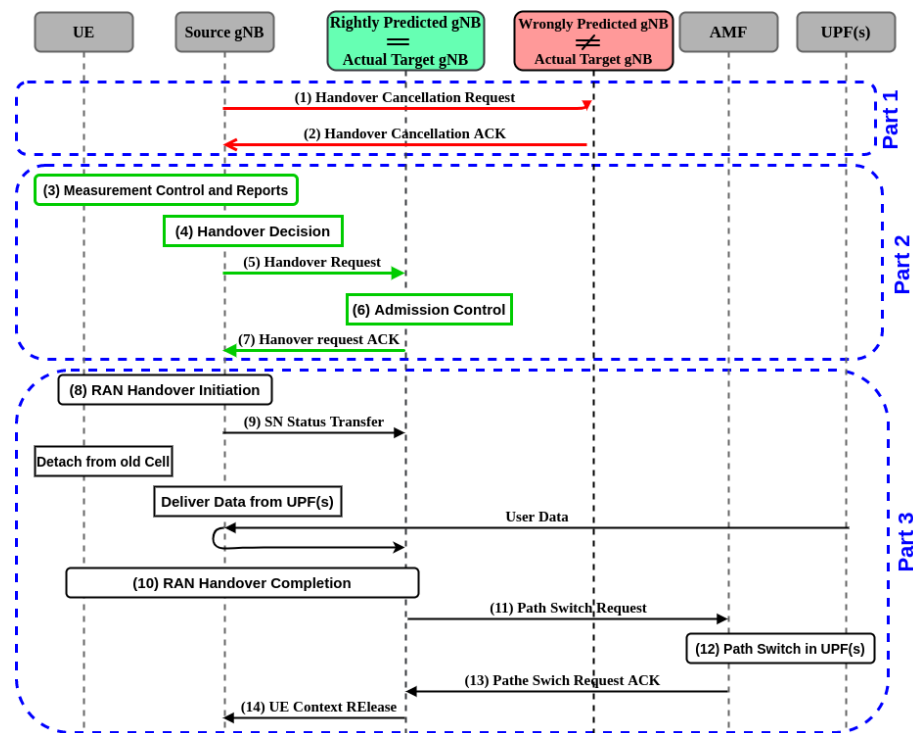 UE
Source gNB
Rightly Predicted gNB
=
Actual Target gNB
Wrongly Predicted gNB
≠
Actual Target gNB
AMF
UPF(s)
(1) Handover Cancellation Request
(2) Handover Cancellation ACK
Part 1
(3) Measurement Control and Reports
(4) Handover Decision
(5) Handover Request
(6) Admission Control
(7) Hanover request ACK
Part 2
(8) RAN Handover Initiation
(9) SN Status Transfer
Detach from old Cell
Deliver Data from UPF(s)
User Data
(10) RAN Handover Completion
(11) Path Switch Request
(12) Path Switch in UPF(s)
(13) Pathe Swich Request ACK
(14) UE Context RElease
Part 3